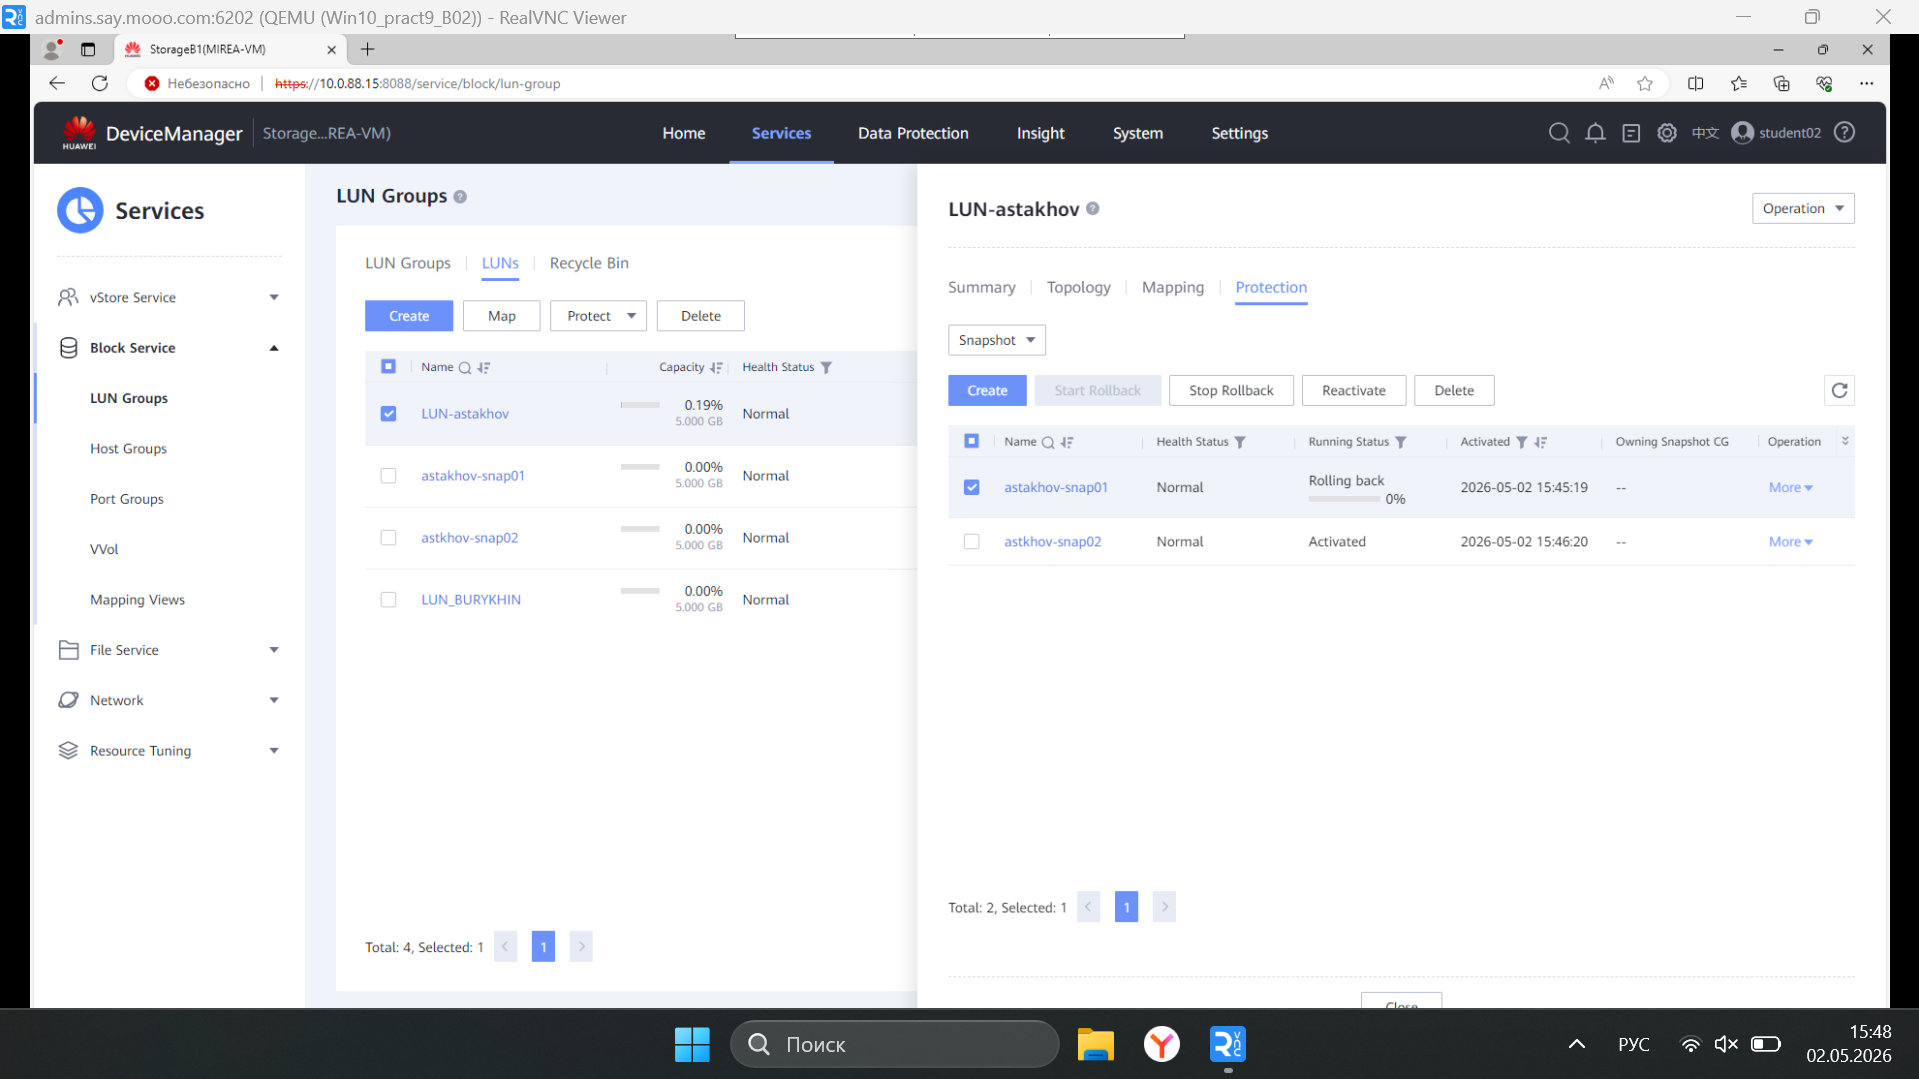 admins.say.mooo.com:6202 (QEMU (Win10_pract9_B02)) - RealVNC Viewer
StorageB1(MIREA-VM)
Небезопасно https://10.0.88.15:8088/service/block/lun-group
HUAWEI DeviceManager Storage...REA-VM) Home Services Data Protection Insight System Settings 中文 student02
Services
vStore Service
Block Service
LUN Groups
Host Groups
Port Groups
VVol
Mapping Views
File Service
Network
Resource Tuning
LUN Groups
LUN Groups LUNs Recycle Bin
Create Map Protect Delete
Name Capacity Health Status
LUN-astakhov 0.19% Normal
5.000 GB
astakhov-snap01 0.00% Normal
5.000 GB
astkhov-snap02 0.00% Normal
5.000 GB
LUN_BURYKHIN 0.00% Normal
5.000 GB
Total: 4, Selected: 1 1
LUN-astakhov Operation
Summary Topology Mapping Protection
Snapshot
Create Start Rollback Stop Rollback Reactivate Delete
Name Health Status Running Status Activated Owning Snapshot CG Operation
astakhov-snap01 Normal Rolling back 0% 2026-05-02 15:45:19 -- More
astkhov-snap02 Normal Activated 2026-05-02 15:46:20 -- More
Total: 2, Selected: 1 1
Close
Поиск
РУС
15:48
02.05.2026